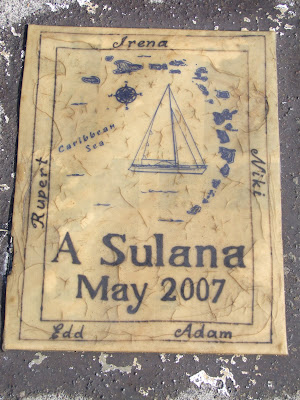 Irena
Caribbean
Sea
Rupert
Niki
A Sulana
May 2007
Edd
Adam